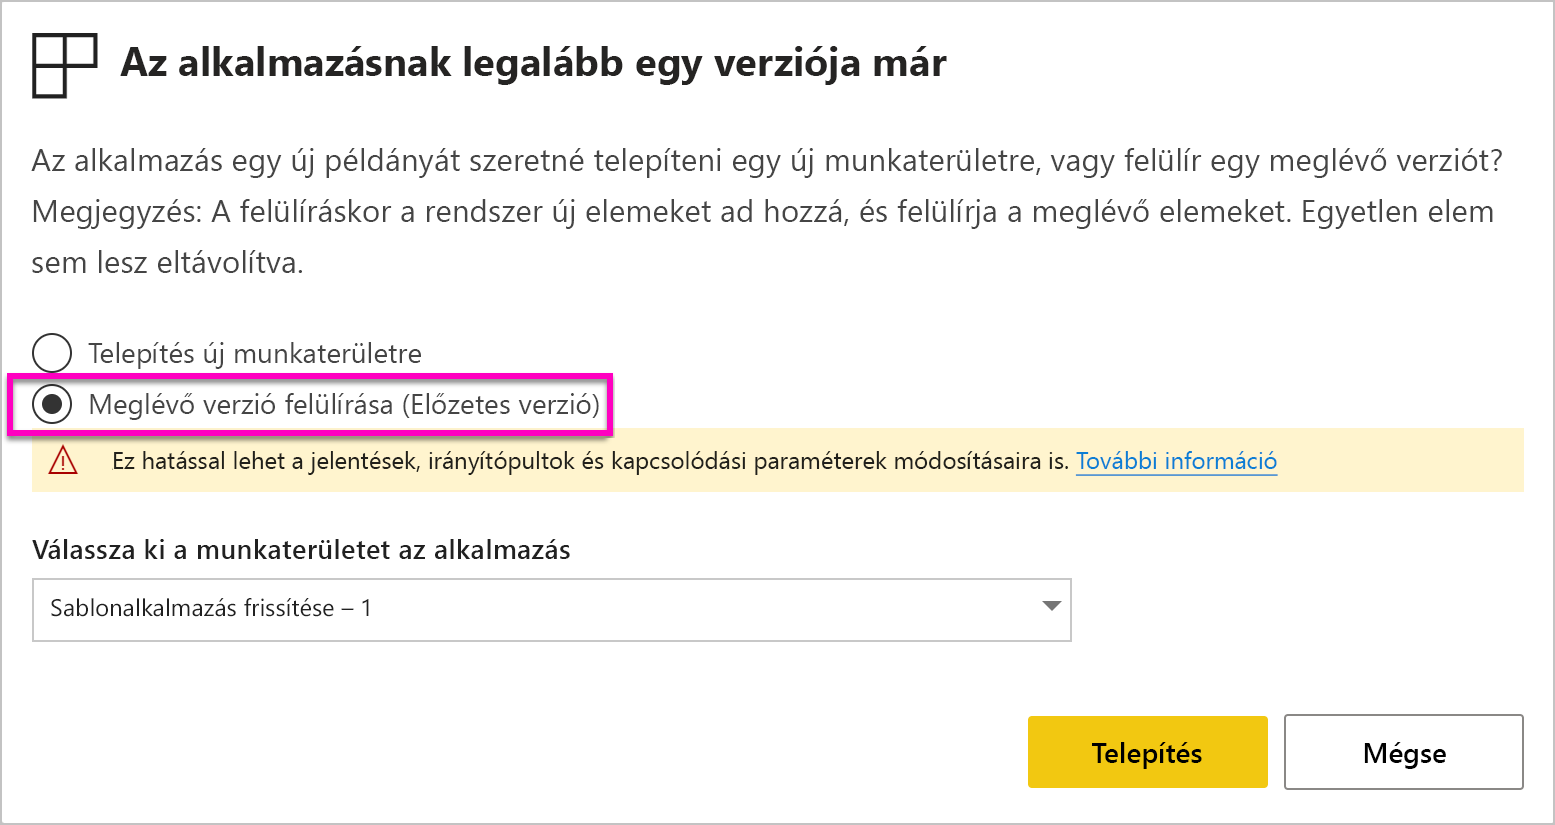 Az alkalmazásnak legalább egy verziója már
Az alkalmazás egy új példányát szeretné telepíteni egy új munkaterületre, vagy felülír egy meglévő verziót?
Megjegyzés: A felülíráskor a rendszer új elemeket ad hozzá, és felülírja a meglévő elemeket. Egyetlen elem
sem lesz eltávolítva.
Telepítés új munkaterületre
Meglévő verzió felülírása (Előzetes verzió)
Ez hatással lehet a jelentések, irányítópultok és kapcsolódási paraméterek módosításaira is. További információ
Válassza ki a munkaterületet az alkalmazás
Sablonalkalmazás frissítése – 1
Telepítés Mégse